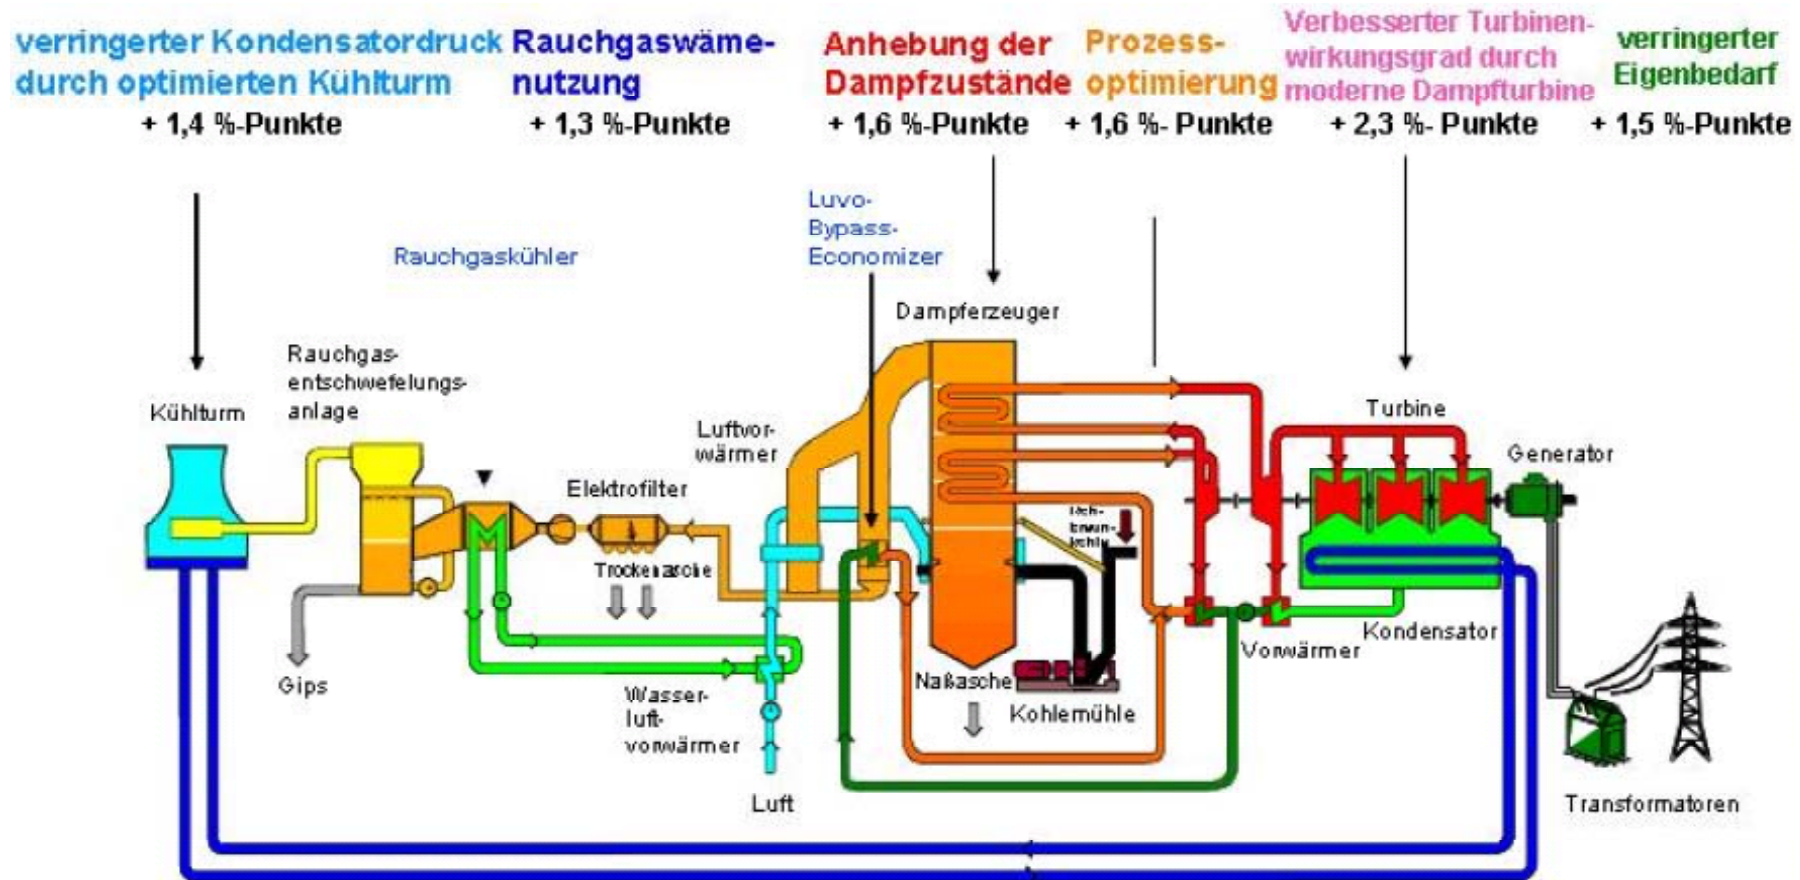 verringerter Kondensatordruck
durch optimierten Kühlturm
+ 1,4 %-Punkte
Rauchgaswäme-
nutzung
+ 1,3 %-Punkte
Anhebung der
Dampfzustände
+ 1,6 %-Punkte
Prozess-
optimierung
+ 1,6 %- Punkte
Verbesserter Turbinen-
wirkungsgrad durch
moderne Dampfturbine
+ 2,3 %- Punkte
verringerter
Eigenbedarf
+ 1,5 %-Punkte
Luvo-
Bypass-
Economizer
Rauchgaskühler
Dampferzeuger
Rauchgas-
entschwefelungs-
anlage
Kühlturm
Luftvor-
wärmer
Turbine
Generator
Elektrofilter
Trockenasche
Kondensator
Vorwärmer
Gips
Naßasche
Kohlemühle
Wasser-
luft-
vorwärmer
Luft
Transformatoren